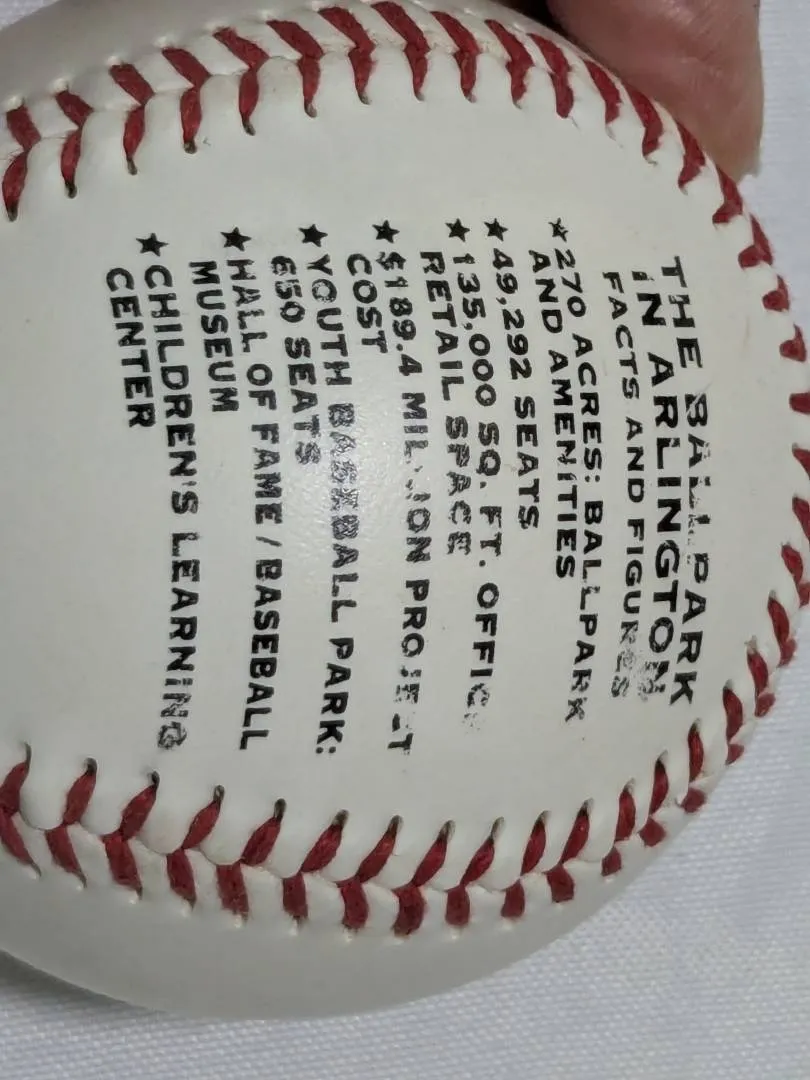 THE BALLPARK
IN ARLINGTON
FACTS AND FIGURES
★ 270 ACRES: BALLPARK
AND AMENITIES
★ 49,292 SEATS
★ 135,000 SQ. FT. OFFICE
RETAIL SPACE
★ $189.4 MILLION PROJECT
COST
★ YOUTH BASEBALL PARK:
650 SEATS
★ HALL OF FAME / BASEBALL
MUSEUM
★ CHILDREN'S LEARNING
CENTER